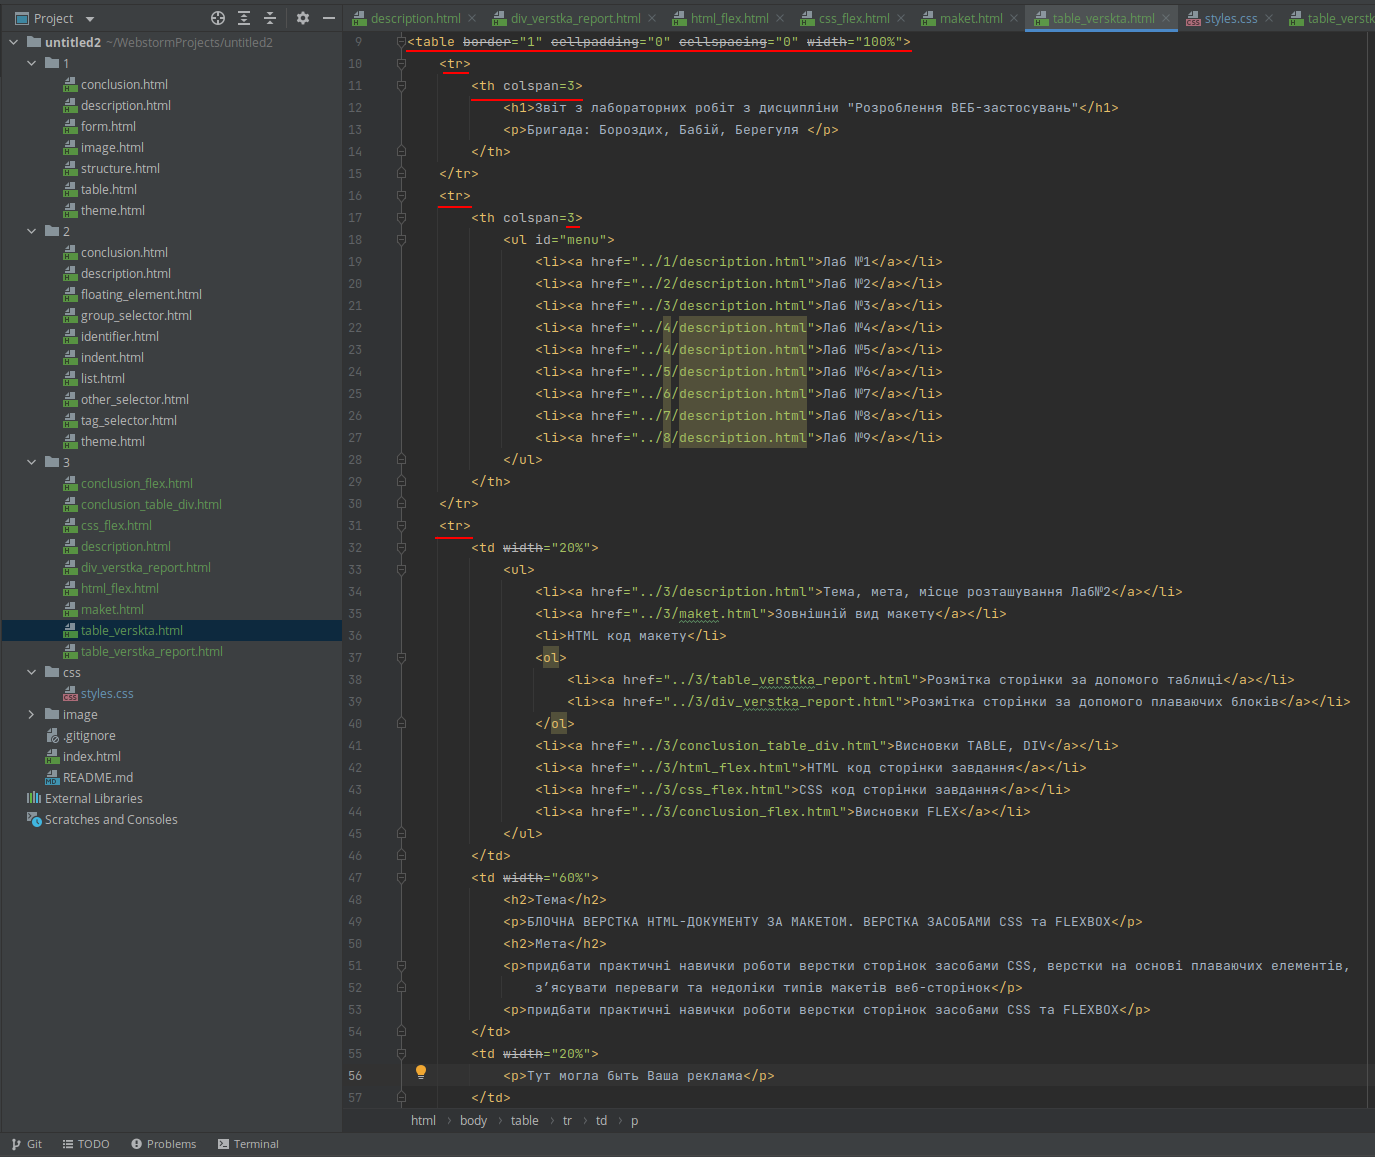 Project
description.html
div_verstka_report.html
html_flex.html
css_flex.html
maket.html
table_verskta.html
styles.css
table_verstk
untitled2 ~/WebstormProjects/untitled2
1
conclusion.html
description.html
form.html
image.html
structure.html
table.html
theme.html
2
conclusion.html
description.html
floating_element.html
group_selector.html
identifier.html
indent.html
list.html
other_selector.html
tag_selector.html
theme.html
3
conclusion_flex.html
conclusion_table_div.html
css_flex.html
description.html
div_verstka_report.html
html_flex.html
maket.html
table_verskta.html
table_verstka_report.html
css
styles.css
image
.gitignore
index.html
README.md
External Libraries
Scratches and Consoles
9 <table border="1" cellpadding="0" cellspacing="0" width="100%">
10 <tr>
11 <th colspan=3>
12 <h1>Звіт з лабораторних робіт з дисципліни "Розроблення ВЕБ-застосувань"</h1>
13 <p>Бригада: Бороздих, Бабій, Берегуля </p>
14 </th>
15 </tr>
16 <tr>
17 <th colspan=3>
18 <ul id="menu">
19 <li><a href="../1/description.html">Лаб №1</a></li>
20 <li><a href="../2/description.html">Лаб №2</a></li>
21 <li><a href="../3/description.html">Лаб №3</a></li>
22 <li><a href="../4/description.html">Лаб №4</a></li>
23 <li><a href="../4/description.html">Лаб №5</a></li>
24 <li><a href="../5/description.html">Лаб №6</a></li>
25 <li><a href="../6/description.html">Лаб №7</a></li>
26 <li><a href="../7/description.html">Лаб №8</a></li>
27 <li><a href="../8/description.html">Лаб №9</a></li>
28 </ul>
29 </th>
30 </tr>
31 <tr>
32 <td width="20%">
33 <ul>
34 <li><a href="../3/description.html">Тема, мета, місце розташування Лаб№2</a></li>
35 <li><a href="../3/maket.html">Зовнішній вид макету</a></li>
36 <li>HTML код макету</li>
37 <ol>
38 <li><a href="../3/table_verstka_report.html">Розмітка сторінки за допомого таблиці</a></li>
39 <li><a href="../3/div_verstka_report.html">Розмітка сторінки за допомого плаваючих блоків</a></li>
40 </ol>
41 <li><a href="../3/conclusion_table_div.html">Висновки TABLE, DIV</a></li>
42 <li><a href="../3/html_flex.html">HTML код сторінки завдання</a></li>
43 <li><a href="../3/css_flex.html">CSS код сторінки завдання</a></li>
44 <li><a href="../3/conclusion_flex.html">Висновки FLEX</a></li>
45 </ul>
46 </td>
47 <td width="60%">
48 <h2>Тема</h2>
49 <p>БЛОЧНА ВЕРСТКА HTML-ДОКУМЕНТУ ЗА МАКЕТОМ. ВЕРСТКА ЗАСОБАМИ CSS та FLEXBOX</p>
50 <h2>Мета</h2>
51 <p>придбати практичні навички роботи верстки сторінок засобами CSS, верстки на основі плаваючих елементів,
52 з’ясувати переваги та недоліки типів макетів веб-сторінок</p>
53 <p>придбати практичні навички роботи верстки сторінок засобами CSS та FLEXBOX</p>
54 </td>
55 <td width="20%">
56 <p>Тут могла быть Ваша реклама</p>
57 </td>
html › body › table › tr › td › p
Git
TODO
Problems
Terminal